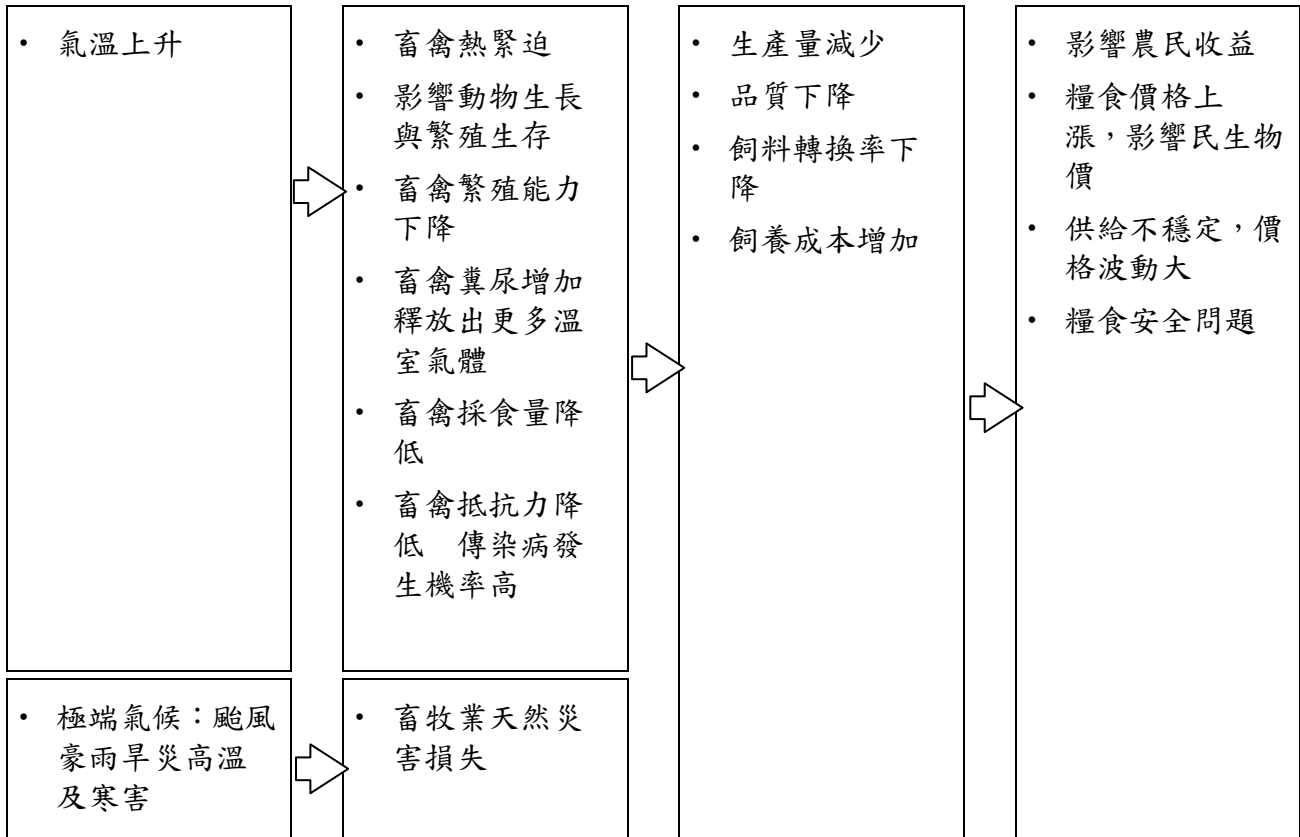 • 氣溫上升
• 畜禽熱緊迫
• 影響動物生長
與繁殖生存
• 畜禽繁殖能力
下降
• 畜禽糞尿增加
釋放出更多溫
室氣體
• 畜禽採食量降
低
• 畜禽抵抗力降
低　傳染病發
生機率高
• 生產量減少
• 品質下降
• 飼料轉換率下
降
• 飼養成本增加
• 影響農民收益
• 糧食價格上
漲，影響民生物
價
• 供給不穩定，價
格波動大
• 糧食安全問題
• 極端氣候：颱風
豪雨旱災高溫
及寒害
• 畜牧業天然災
害損失